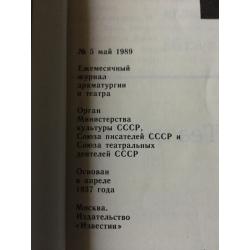 № 5 май 1989
Ежемесячный
журнал
драматургии
и театра
Орган
Министерства
культуры СССР,
Союза писателей СССР и
Союза театральных
деятелей СССР
Основан
в апреле
1937 года
Москва.
Издательство
«Известия»